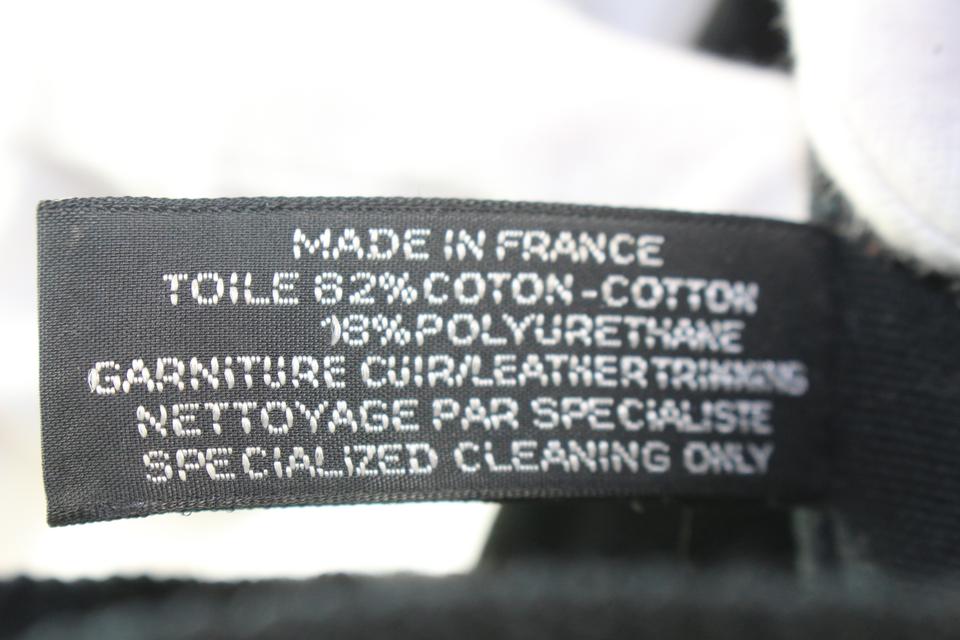 MADE IN FRANCE
TOILE 82% COTON-COTTON
18% POLYURETHANE
GARNITURE CUIR/LEATHER TRIMMING
NETTOYAGE PAR SPECIALISTE
SPECIALIZED CLEANING ONLY